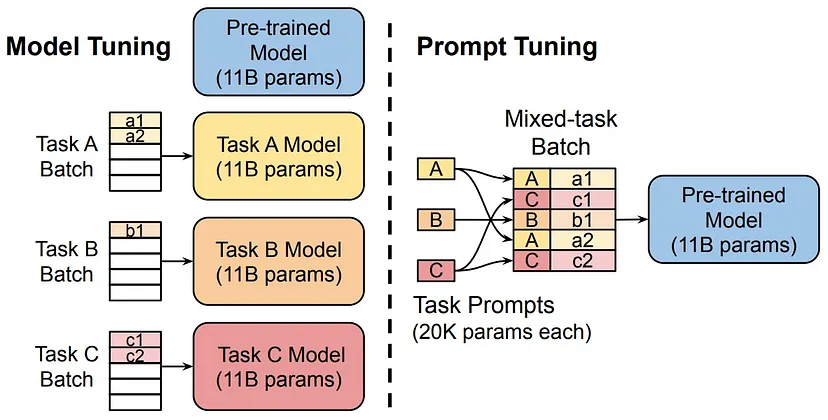 Model Tuning
Pre-trained
Model
(11B params)
Task A
Batch
a1
a2
Task A Model
(11B params)
Task B
Batch
b1
Task B Model
(11B params)
Task C
Batch
c1
c2
Task C Model
(11B params)
Prompt Tuning
Mixed-task
Batch
A
B
C
A a1
C c1
B b1
A a2
C c2
Pre-trained
Model
(11B params)
Task Prompts
(20K params each)